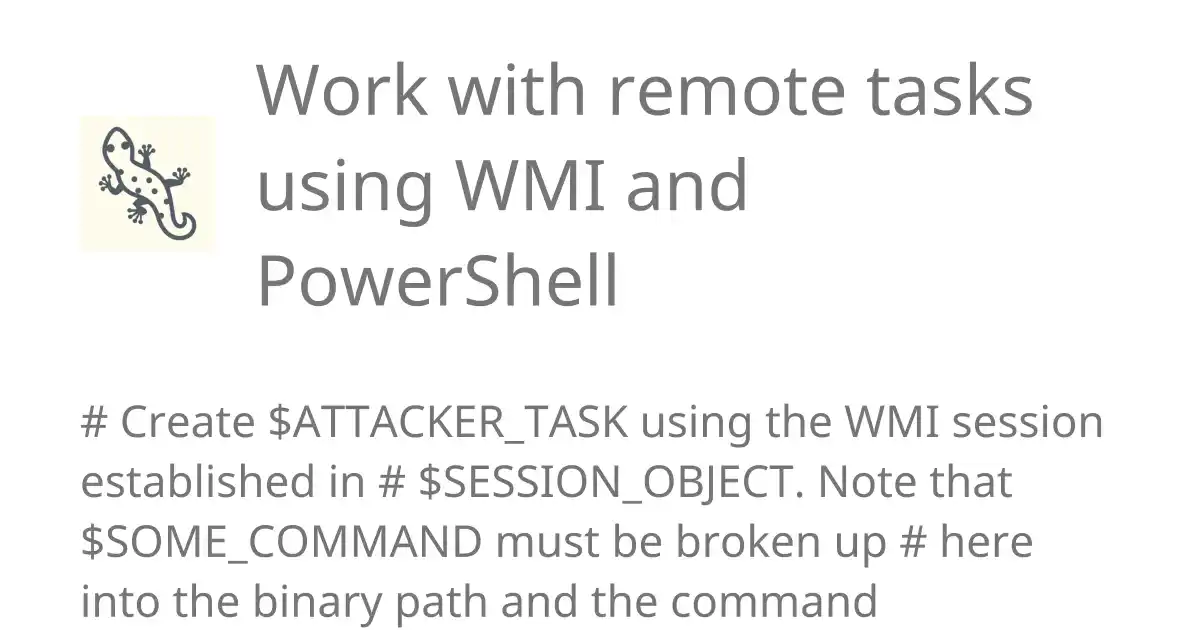 Work with remote tasks
using WMI and
PowerShell
# Create $ATTACKER_TASK using the WMI session
established in # $SESSION_OBJECT. Note that
$SOME_COMMAND must be broken up # here
into the binary path and the command